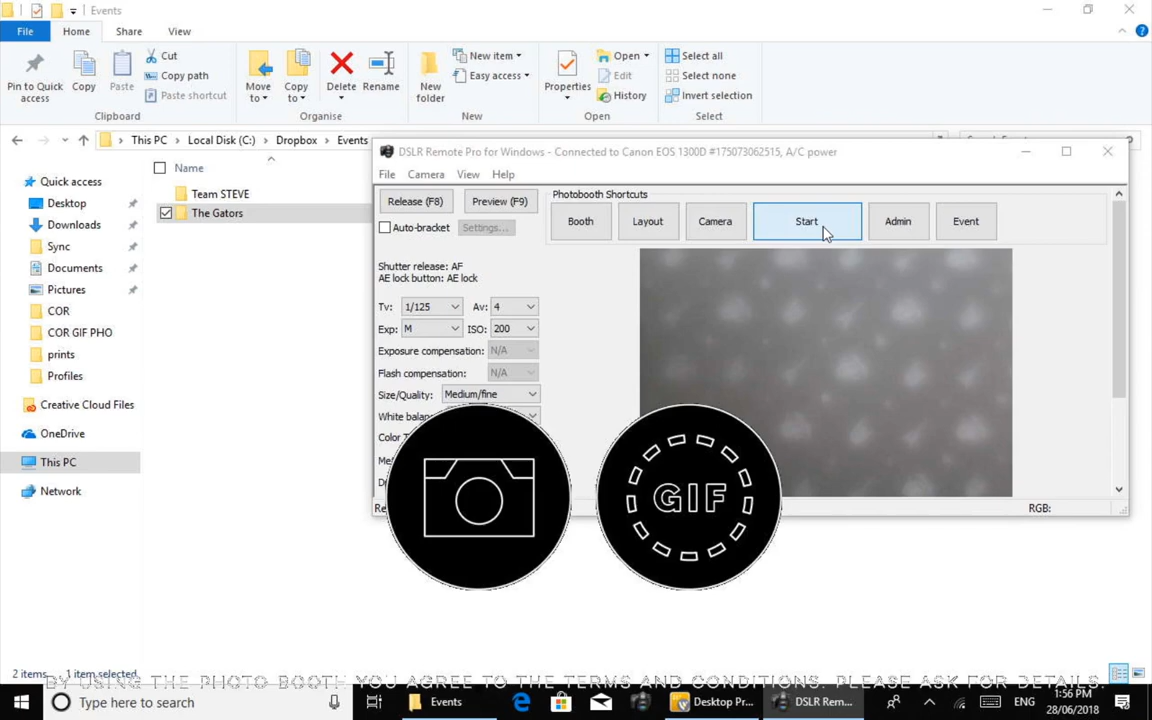 Events
File
Home
Share
View
Pin to Quick access
Copy
Paste
Cut
Copy path
Paste shortcut
Move to
Copy to
Delete
Rename
New folder
New item
Easy access
Properties
Open
Edit
History
Select all
Select none
Invert selection
Clipboard
Organise
New
Open
Select
This PC
Local Disk (C:)
Dropbox
Events
Quick access
Desktop
Downloads
Sync
Documents
Pictures
COR
COR GIF PHO
prints
Profiles
Creative Cloud Files
OneDrive
This PC
Network
Name
Team STEVE
The Gators
2 items
1 item selected
DSLR Remote Pro for Windows - Connected to Canon EOS 1300D #175073062515, A/C power
File
Camera
View
Help
Release (F8)
Preview (F9)
Auto-bracket
Settings...
Photobooth Shortcuts
Booth
Layout
Camera
Start
Admin
Event
Shutter release: AF
AE lock button: AE lock
Tv: 1/125
Av: 4
Exp: M
ISO: 200
Exposure compensation: N/A
Flash compensation: N/A
Size/Quality: Medium/fine
White balan
Color
RGB:
GIF
BY USING THE PHOTO BOOTH YOU AGREE TO THE TERMS AND CONDITIONS. PLEASE ASK FOR DETAILS.
Type here to search
Events
Desktop Pr...
DSLR Rem...
1:56 PM
28/06/2018